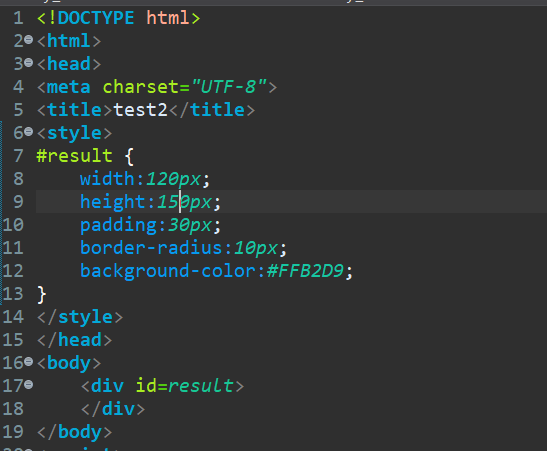 1 <!DOCTYPE html>
2 <html>
3 <head>
4 <meta charset="UTF-8">
5 <title>test2</title>
6 <style>
7 #result {
8     width:120px;
9     height:150px;
10     padding:30px;
11     border-radius:10px;
12     background-color:#FFB2D9;
13 }
14 </style>
15 </head>
16 <body>
17     <div id=result>
18     </div>
19 </body>